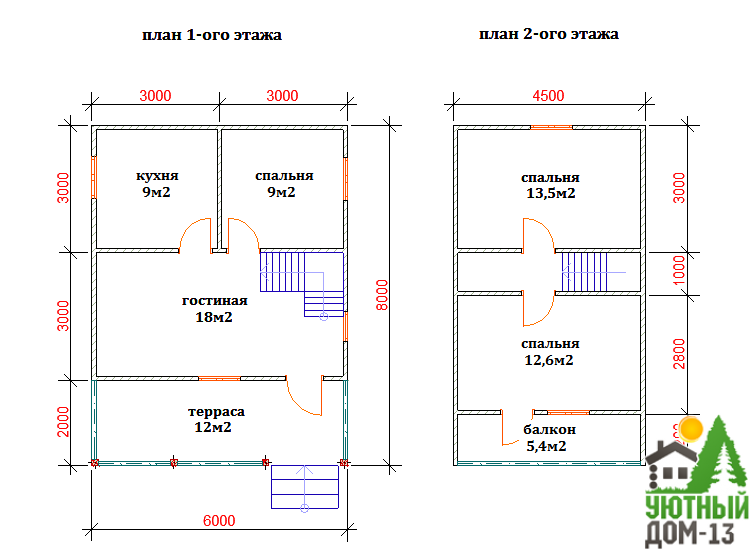 план 1-ого этажа
план 2-ого этажа
3000
3000
4500
кухня
9м2
спальня
9м2
спальня
13,5м2
3000
3000
1000
8000
гостиная
18м2
3000
спальня
12,6м2
2800
терраса
12м2
2000
балкон
5,4м2
6000
УЮТНЫЙ
ДОМ-13